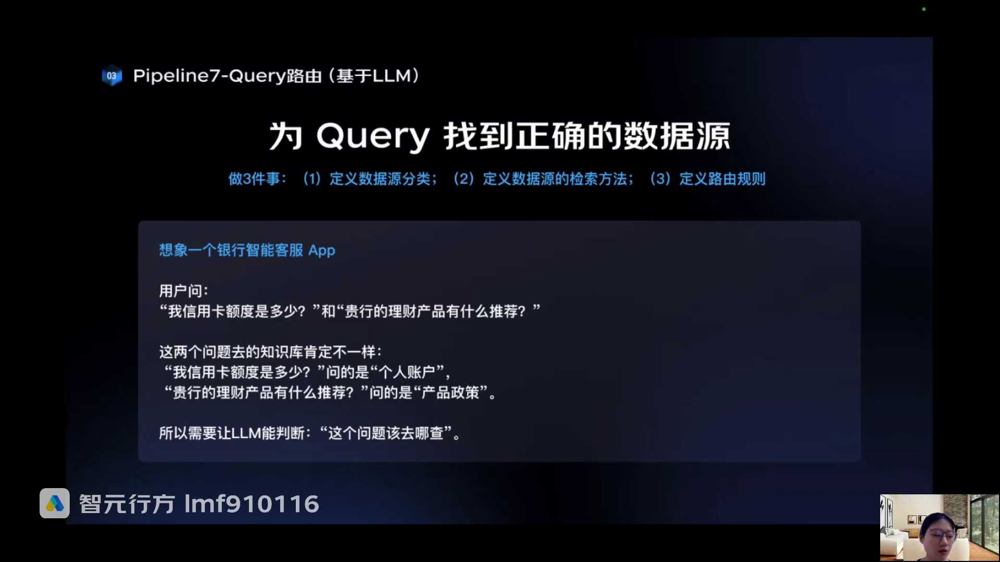 03 Pipeline7-Query路由（基于LLM）
为 Query 找到正确的数据源
做3件事：（1）定义数据源分类；（2）定义数据源的检索方法；（3）定义路由规则
想象一个银行智能客服 App
用户问：
“我信用卡额度是多少？”和“贵行的理财产品有什么推荐？”
这两个问题去的知识库肯定不一样：
“我信用卡额度是多少？”问的是“个人账户”，
“贵行的理财产品有什么推荐？”问的是“产品政策”。
所以需要让LLM能判断：“这个问题该去哪查”。
智元行方 lmf910116